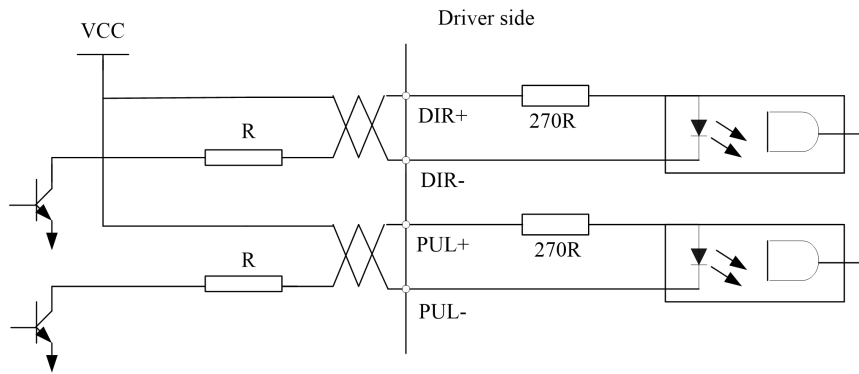 Driver side
VCC
R
DIR+
270R
DIR-
R
PUL+
270R
PUL-